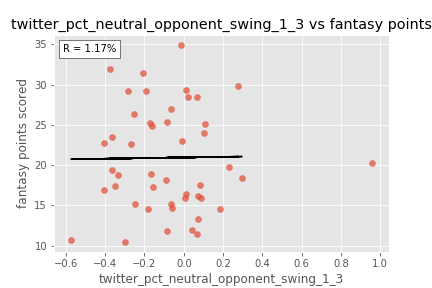 twitter_pct_neutral_opponent_swing_1_3 vs fantasy points
R = 1.17%
35
30
25
20
15
10
fantasy points scored
−0.6 −0.4 −0.2 0.0 0.2 0.4 0.6 0.8 1.0
twitter_pct_neutral_opponent_swing_1_3